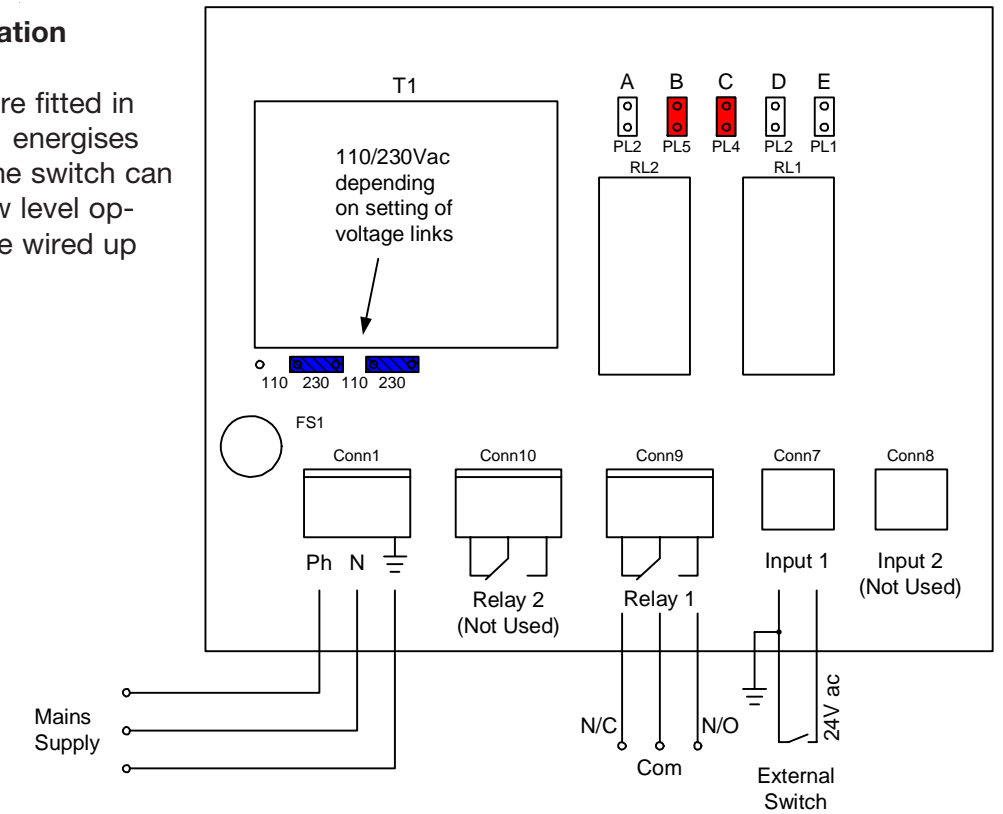 ation
re fitted in
energises
ne switch can
w level op-
e wired up
T1
A B C D E
PL2 PL5 PL4 PL2 PL1
RL2 RL1
110/230Vac
depending
on setting of
voltage links
110 230 110 230
FS1
Conn1 Conn10 Conn9 Conn7 Conn8
Ph N
Relay 2
(Not Used)
Relay 1
Input 1
Input 2
(Not Used)
Mains
Supply
N/C N/O
Com
24V ac
External
Switch